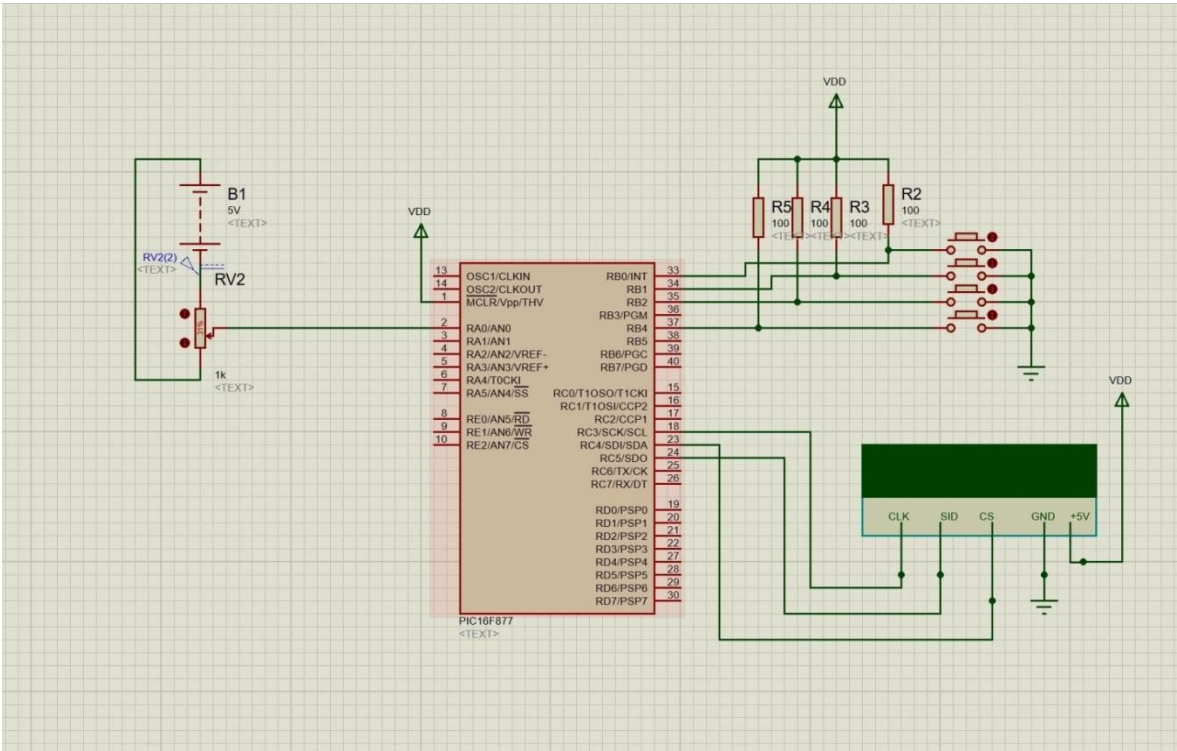 VDD
B1
5V
<TEXT>
RV2(2)
<TEXT>
RV2
31%
1k
<TEXT>
VDD
R5
100
<TEXT>
R4
100
<TEXT>
R3
100
<TEXT>
R2
100
<TEXT>
13 OSC1/CLKIN
14 OSC2/CLKOUT
1 MCLR/Vpp/THV
2 RA0/AN0
3 RA1/AN1
4 RA2/AN2/VREF-
5 RA3/AN3/VREF+
6 RA4/T0CKI
7 RA5/AN4/SS
8 RE0/AN5/RD
9 RE1/AN6/WR
10 RE2/AN7/CS
RB0/INT 33
RB1 34
RB2 35
RB3/PGM 36
RB4 37
RB5 38
RB6/PGC 39
RB7/PGD 40
RC0/T1OSO/T1CKI 15
RC1/T1OSI/CCP2 16
RC2/CCP1 17
RC3/SCK/SCL 18
RC4/SDI/SDA 23
RC5/SDO 24
RC6/TX/CK 25
RC7/RX/DT 26
RD0/PSP0 19
RD1/PSP1 20
RD2/PSP2 21
RD3/PSP3 22
RD4/PSP4 27
RD5/PSP5 28
RD6/PSP6 29
RD7/PSP7 30
PIC16F877
<TEXT>
VDD
CLK SID CS GND +5V